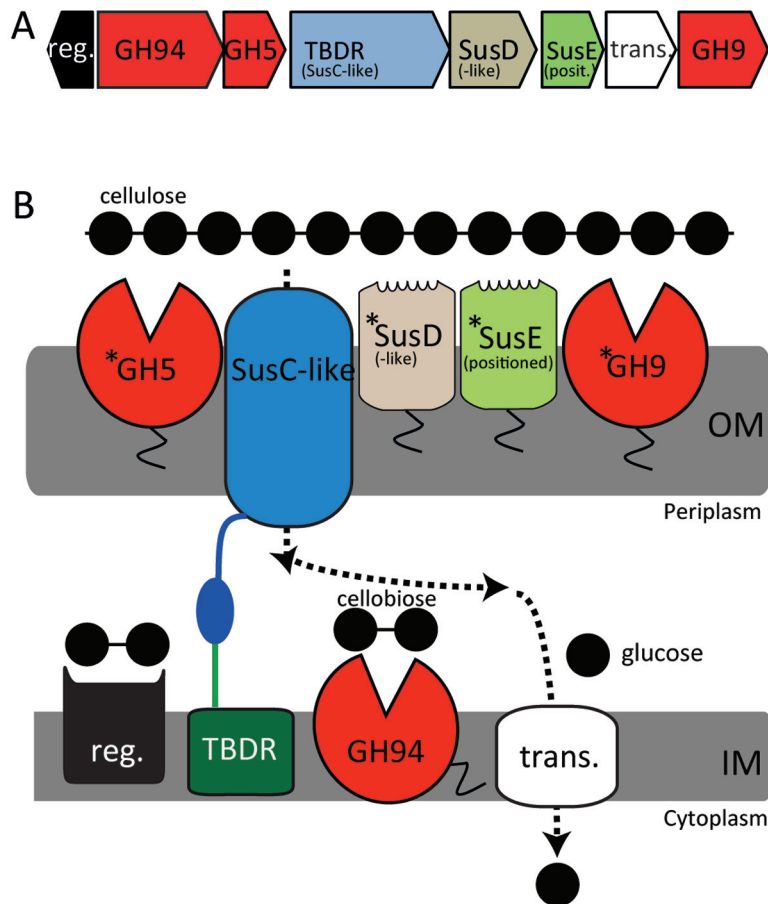 A
reg. GH94 GH5 TBDR SusD SusE trans. GH9
(SusC-like) (-like) (posit.)
B
cellulose
*GH5 SusC-like *SusD *SusE *GH9
(-like) (positioned)
OM
Periplasm
cellobiose
glucose
reg. TBDR GH94 trans. IM
Cytoplasm